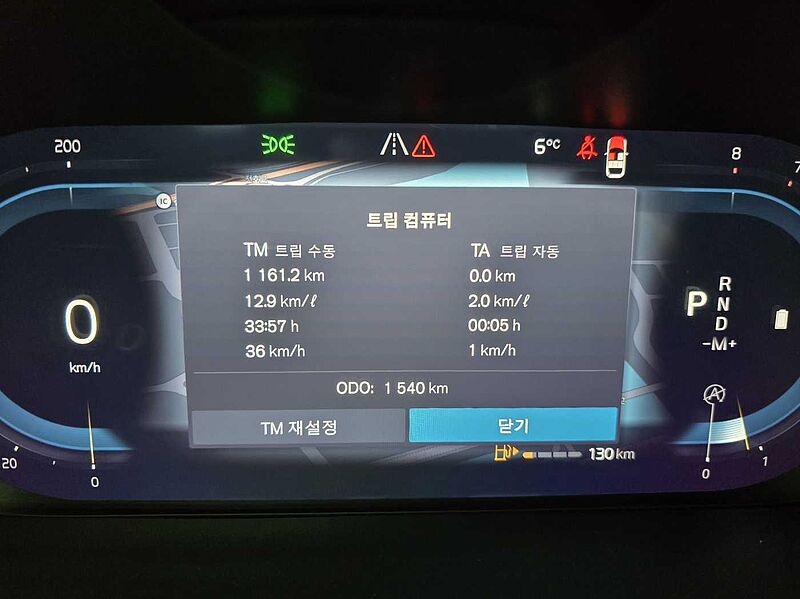 200
6°C
8
7
IC
트립 컴퓨터
TM 트립 수동
TA 트립 자동
1 161.2 km
0.0 km
12.9 km/ℓ
2.0 km/ℓ
33:57 h
00:05 h
36 km/h
1 km/h
ODO: 1 540 km
TM 재설정
닫기
0
km/h
P
R
N
D
-M+
A
130 km
20
0
0
1